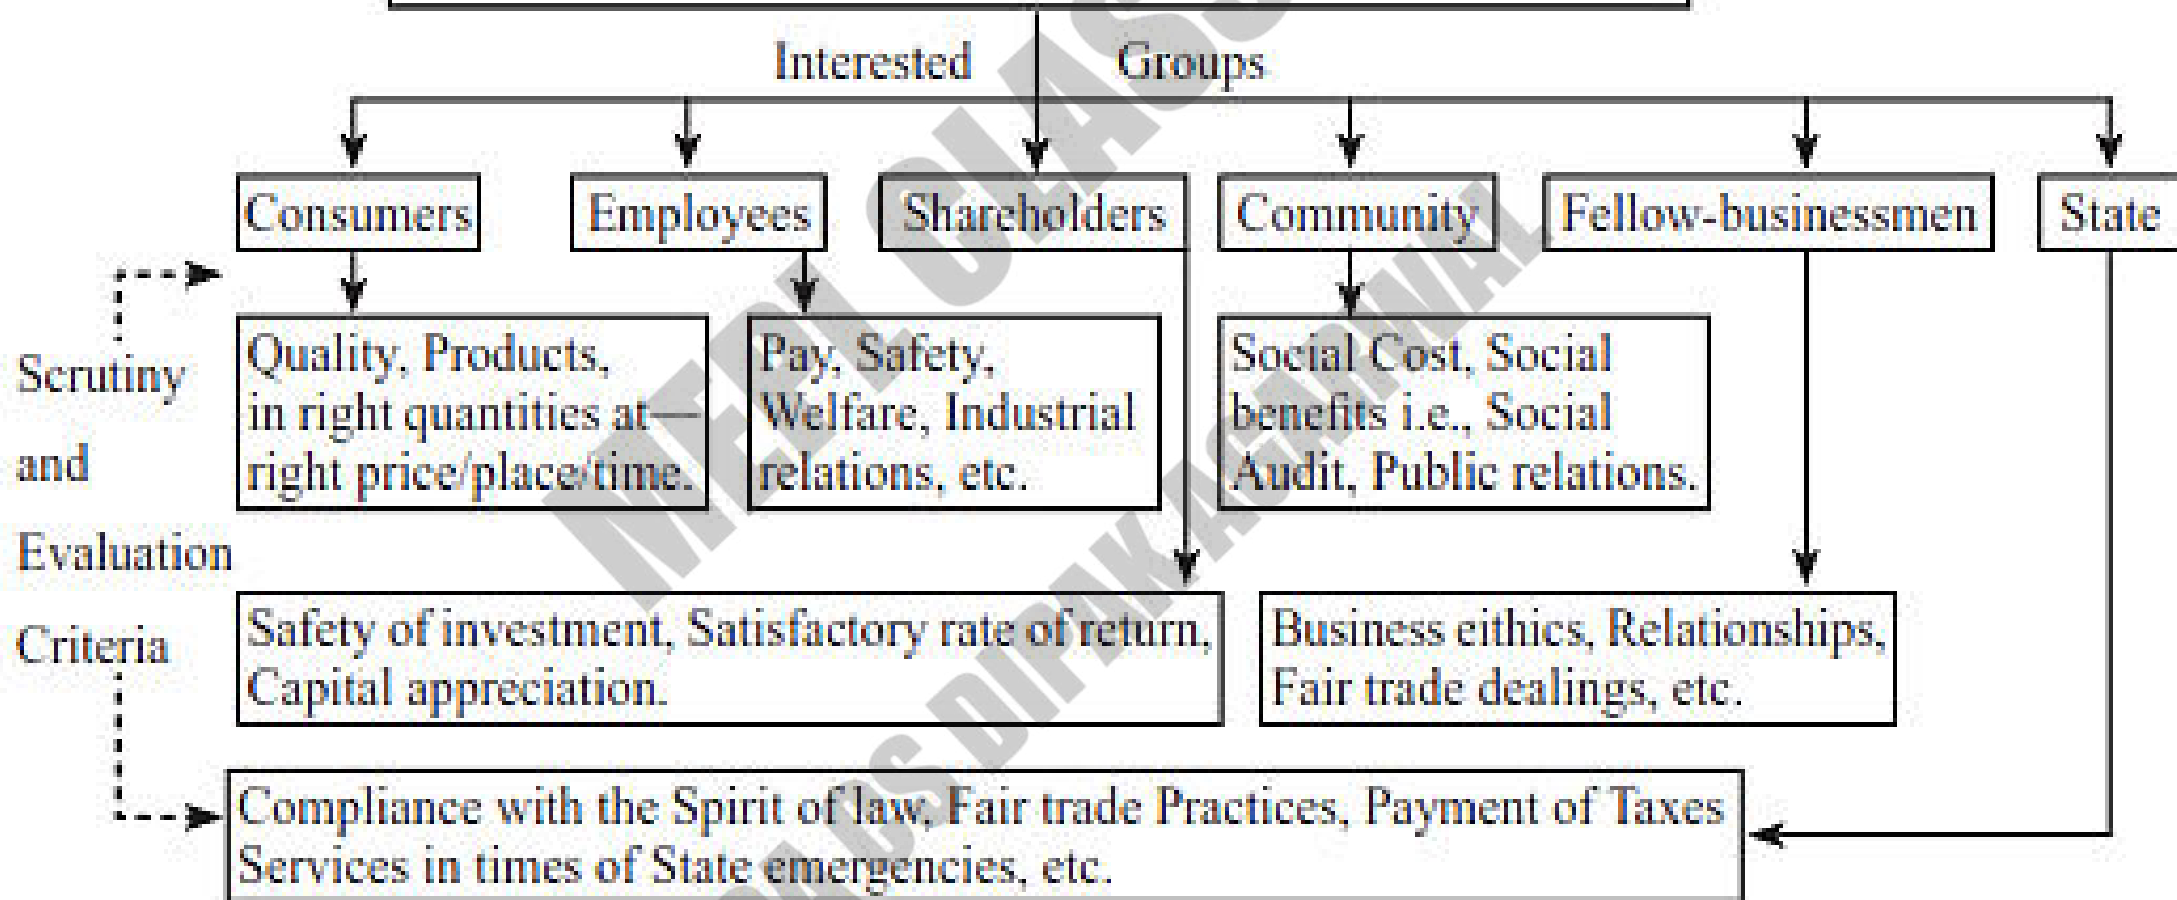 Interested Groups
Consumers Employees Shareholders Community Fellow-businessmen State
Quality, Products,
in right quantities at—
right price/place/time.
Pay, Safety,
Welfare, Industrial
relations, etc.
Social Cost, Social
benefits i.e., Social
Audit, Public relations.
Scrutiny
and
Evaluation
Criteria
Safety of investment, Satisfactory rate of return,
Capital appreciation.
Business eithics, Relationships,
Fair trade dealings, etc.
Compliance with the Spirit of law, Fair trade Practices, Payment of Taxes
Services in times of State emergencies, etc.
DIPAK AGARWAL